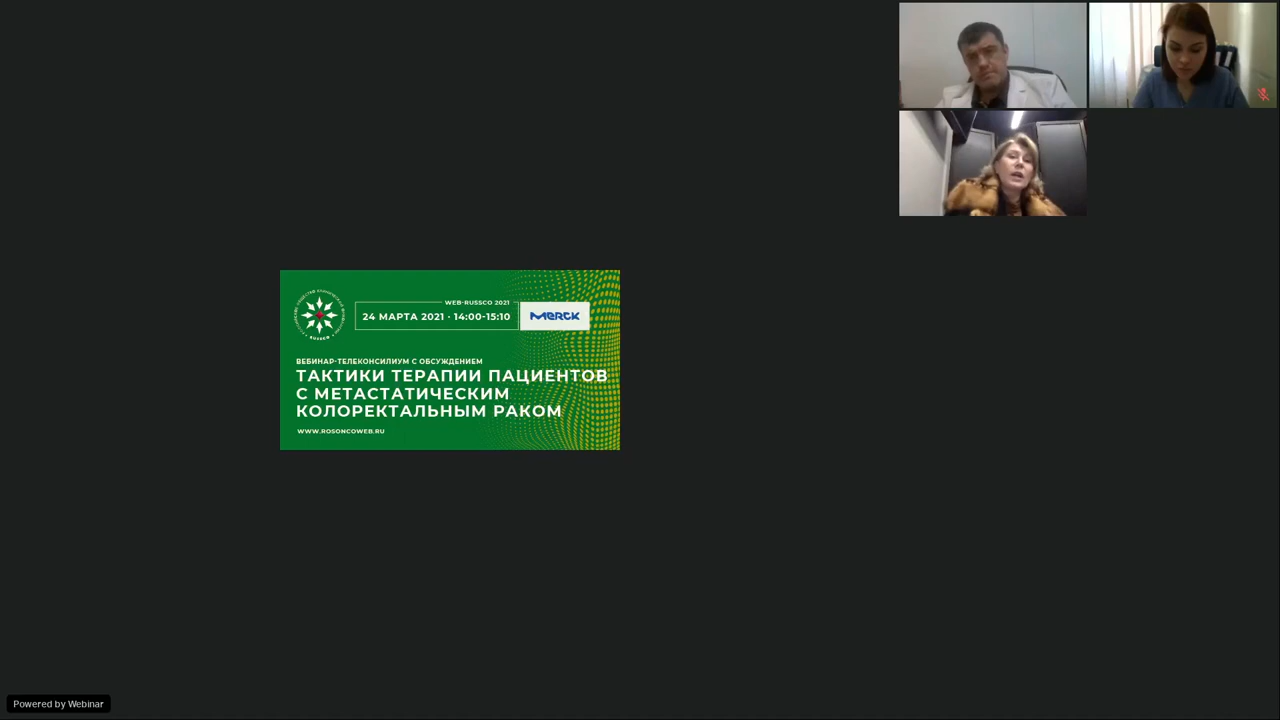 WEB-RUSSCO 2021
24 МАРТА 2021 · 14:00-15:10
MERCK
ВЕБИНАР-ТЕЛЕКОНСИЛИУМ С ОБСУЖДЕНИЕМ
ТАКТИКИ ТЕРАПИИ ПАЦИЕНТОВ
С МЕТАСТАТИЧЕСКИМ
КОЛОРЕКТАЛЬНЫМ РАКОМ
WWW.ROSONCOWEB.RU
Powered by Webinar